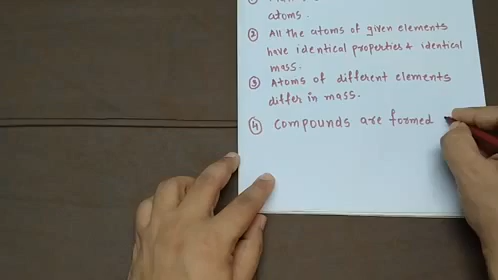 atoms.
② All the atoms of given elements
have identical properties & identical
mass.
③ Atoms of different elements
differ in mass.
④ compounds are formed